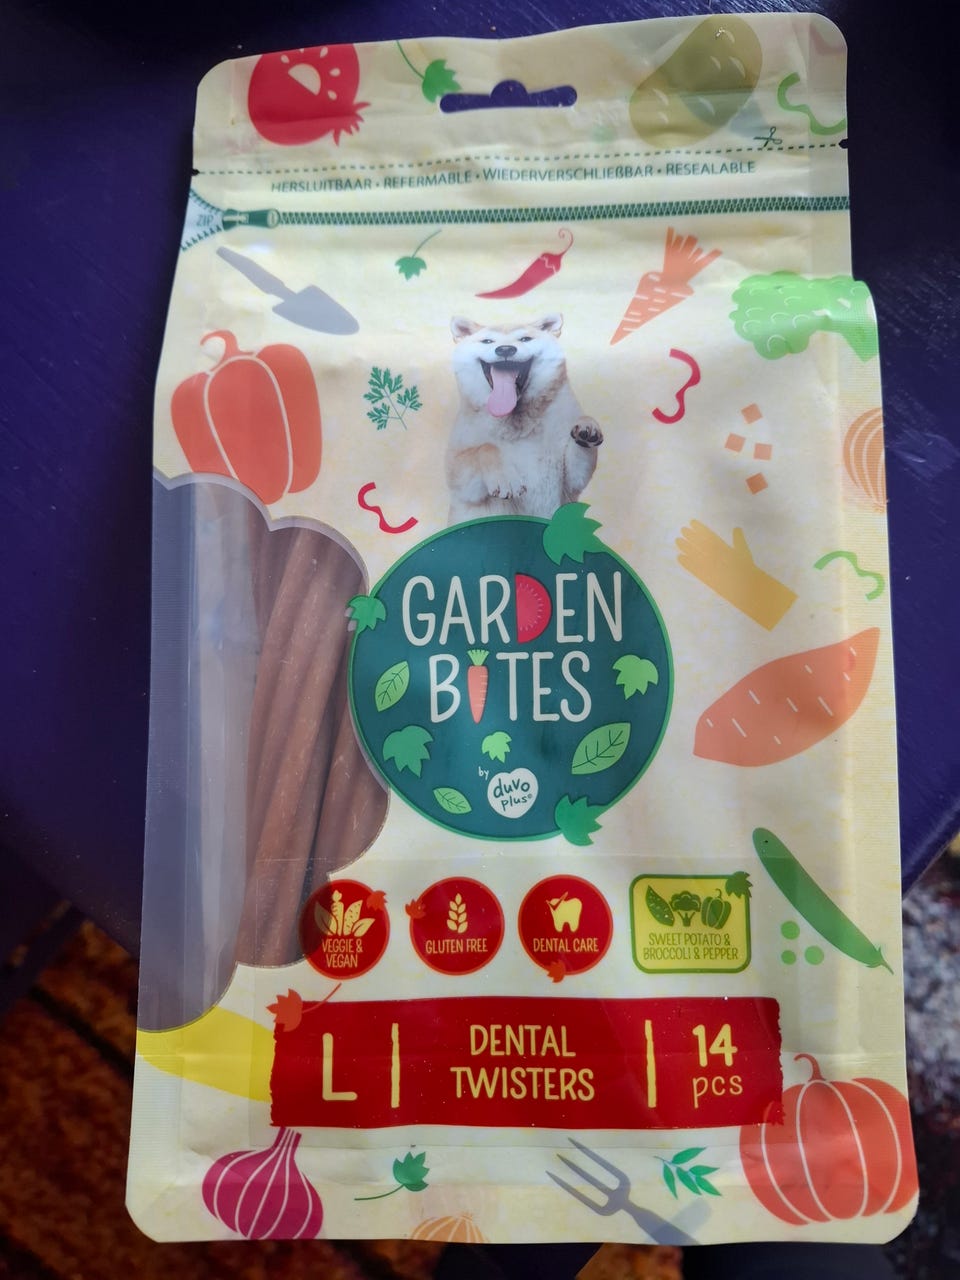 HERSLUITBAAR • REFERMABLE • WIEDERVERSCHLIEẞBAR • RESEALABLE
ZIP
GARDEN
BITES
by duvo
plus®
VEGGIE &
VEGAN
GLUTEN FREE
DENTAL CARE
SWEET POTATO &
BROCCOLI & PEPPER
L
DENTAL
TWISTERS
14
pcs